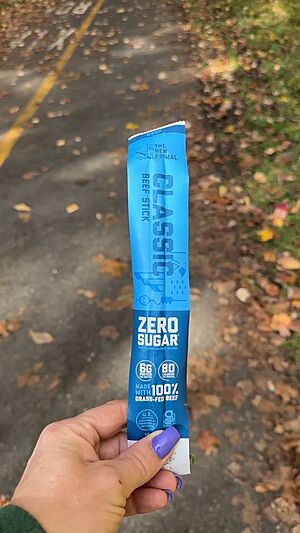 THE
NEW
PRIMAL
CLASSIC
BEEF STICK
ZERO
SUGAR
6G
80
MADE
WITH 100%
GRASS-FED BEEF
U.S.